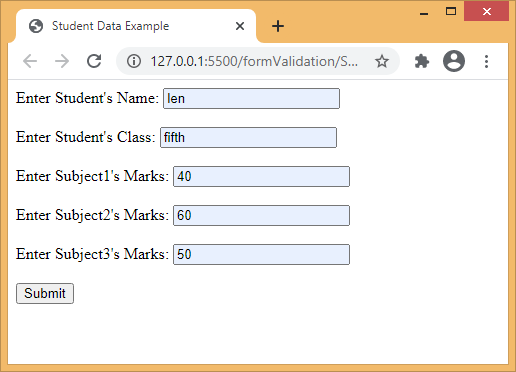 Student Data Example
127.0.0.1:5500/formValidation/S...
Enter Student's Name: len
Enter Student's Class: fifth
Enter Subject1's Marks: 40
Enter Subject2's Marks: 60
Enter Subject3's Marks: 50
Submit